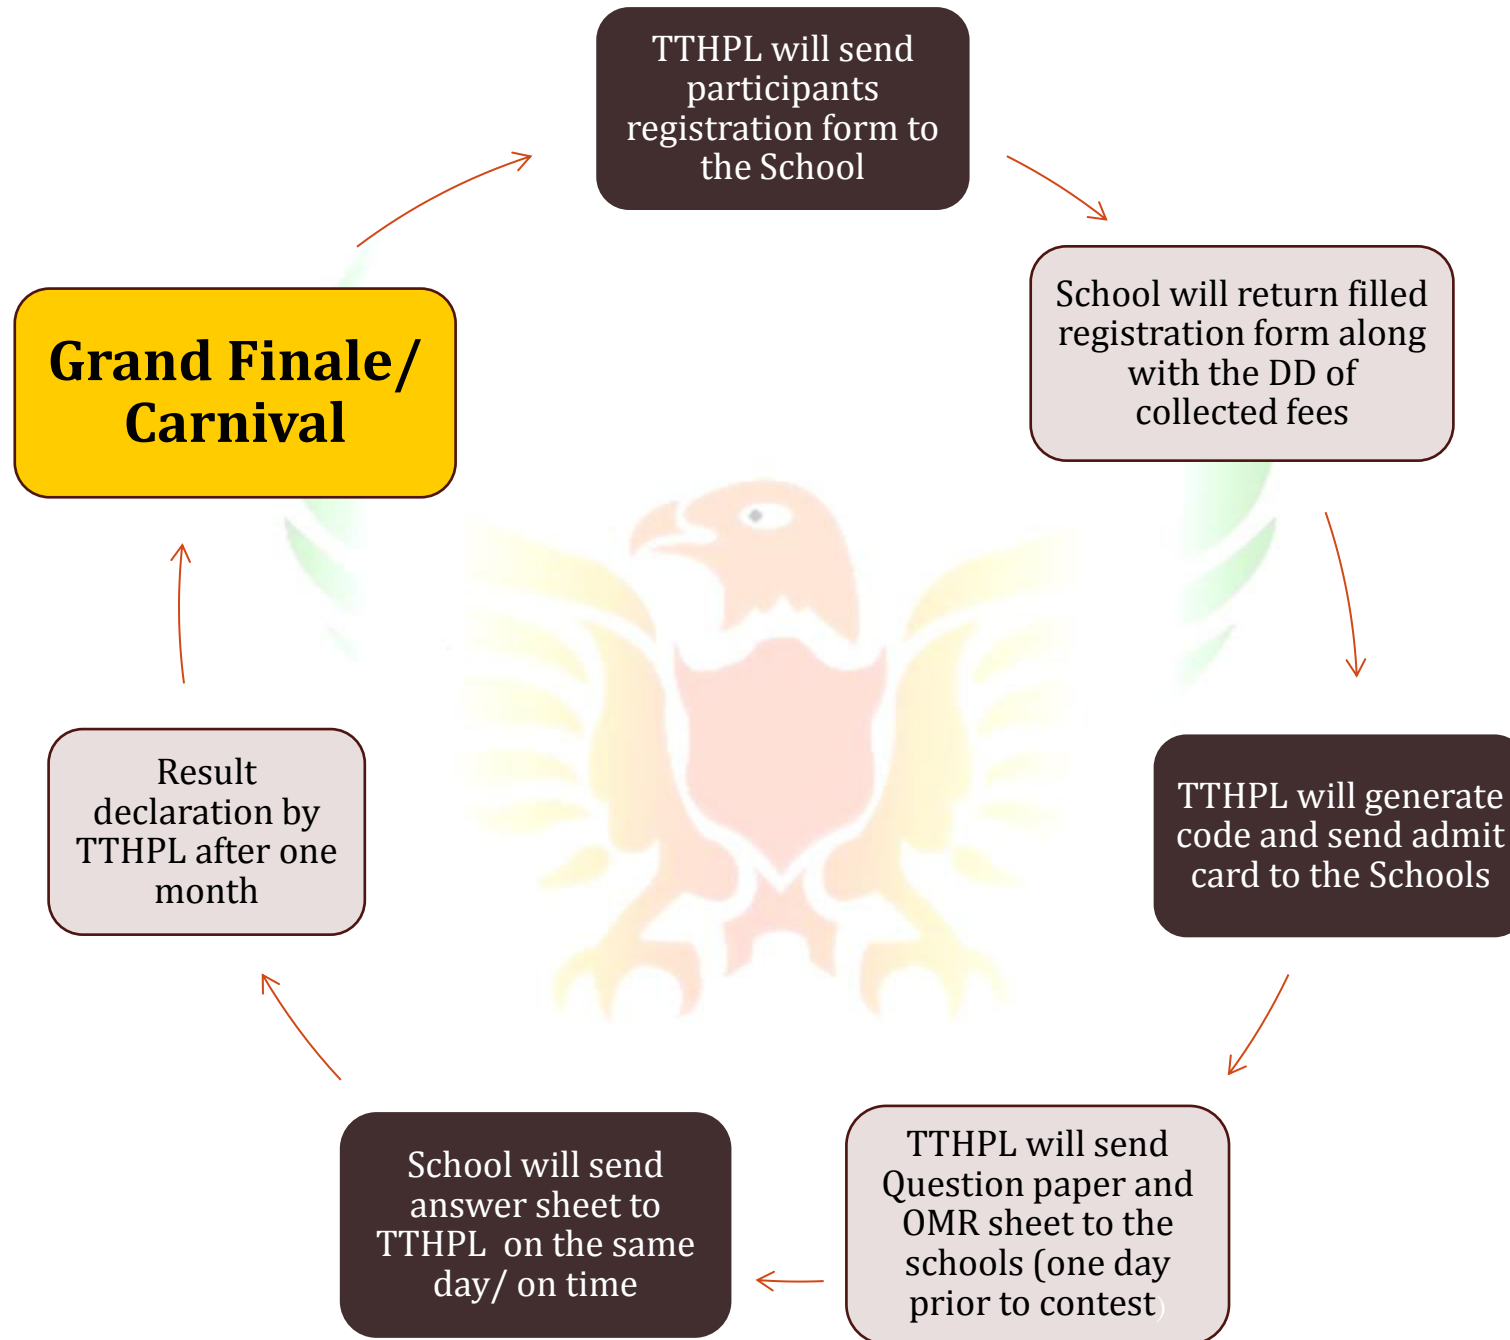 TTHPL will send
participants
registration form to
the School
School will return filled
registration form along
with the DD of
collected fees
TTHPL will generate
code and send admit
card to the Schools
TTHPL will send
Question paper and
OMR sheet to the
schools (one day
prior to contest)
School will send
answer sheet to
TTHPL  on the same
day/ on time
Result
declaration by
TTHPL after one
month
Grand Finale/
Carnival